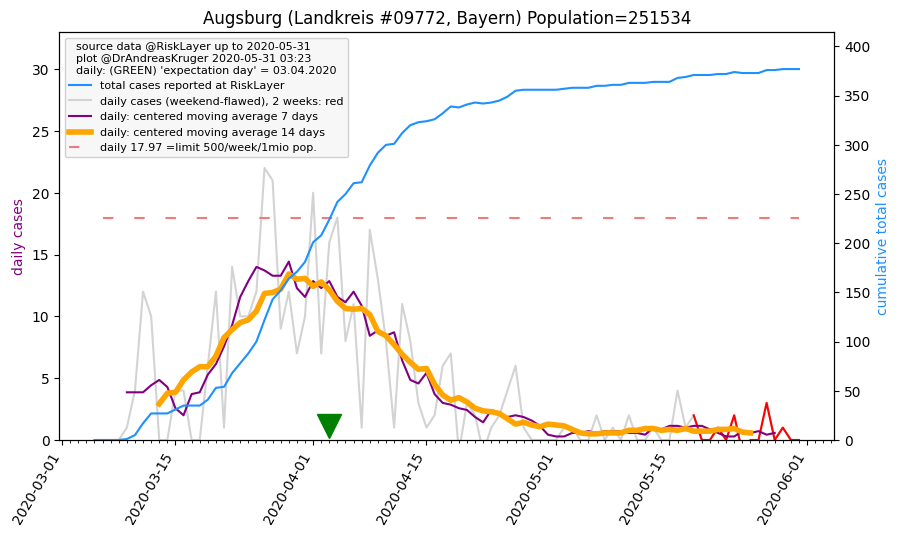 Augsburg (Landkreis #09772, Bayern) Population=251534
source data @RiskLayer up to 2020-05-31
plot @DrAndreasKruger 2020-05-31 03:23
daily: (GREEN) 'expectation day' = 03.04.2020
total cases reported at RiskLayer
daily cases (weekend-flawed), 2 weeks: red
daily: centered moving average 7 days
daily: centered moving average 14 days
daily 17.97 =limit 500/week/1mio pop.
daily cases
30
25
20
15
10
5
0
cumulative total cases
400
350
300
250
200
150
100
50
0
2020-03-01
2020-03-15
2020-04-01
2020-04-15
2020-05-01
2020-05-15
2020-06-01